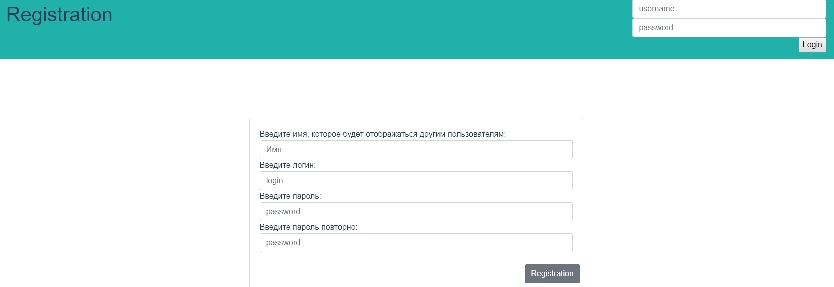 Registration
username
password
Login
Введите имя, которое будет отображаться другим пользователям:
Имя
Введите логин:
login
Введите пароль:
password
Введите пароль повторно:
password
Registration